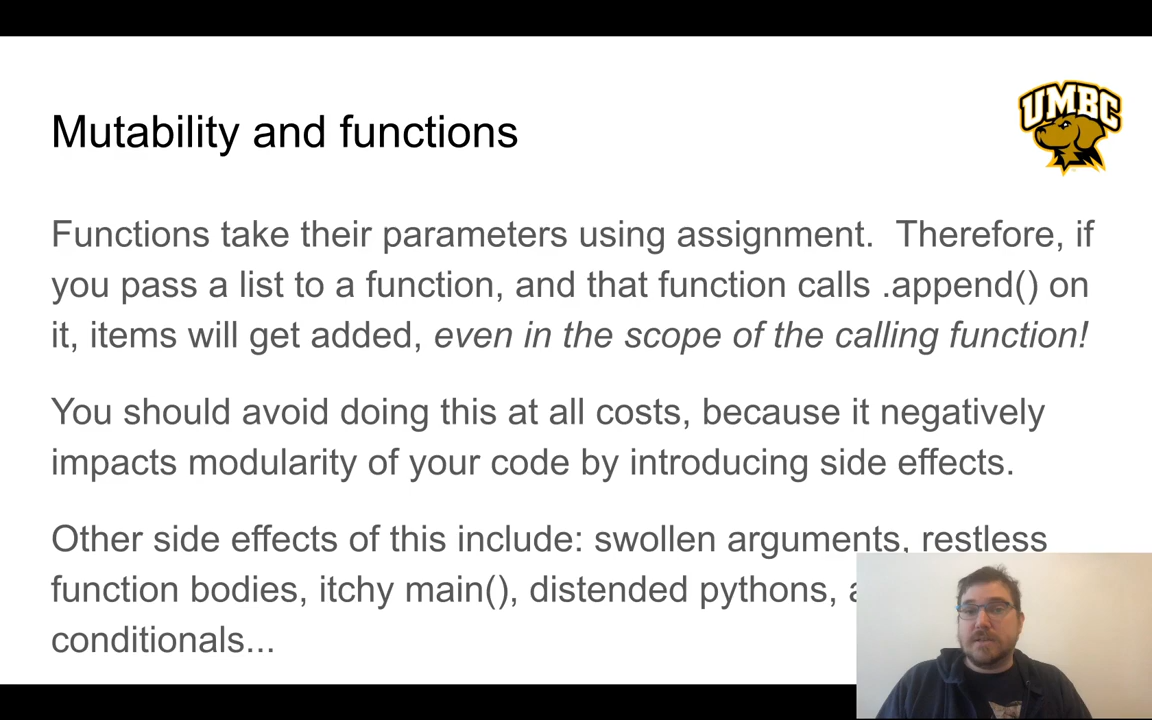 UMBC
Mutability and functions
Functions take their parameters using assignment. Therefore, if
you pass a list to a function, and that function calls .append() on
it, items will get added, even in the scope of the calling function!
You should avoid doing this at all costs, because it negatively
impacts modularity of your code by introducing side effects.
Other side effects of this include: swollen arguments, restless
function bodies, itchy main(), distended pythons,
conditionals...